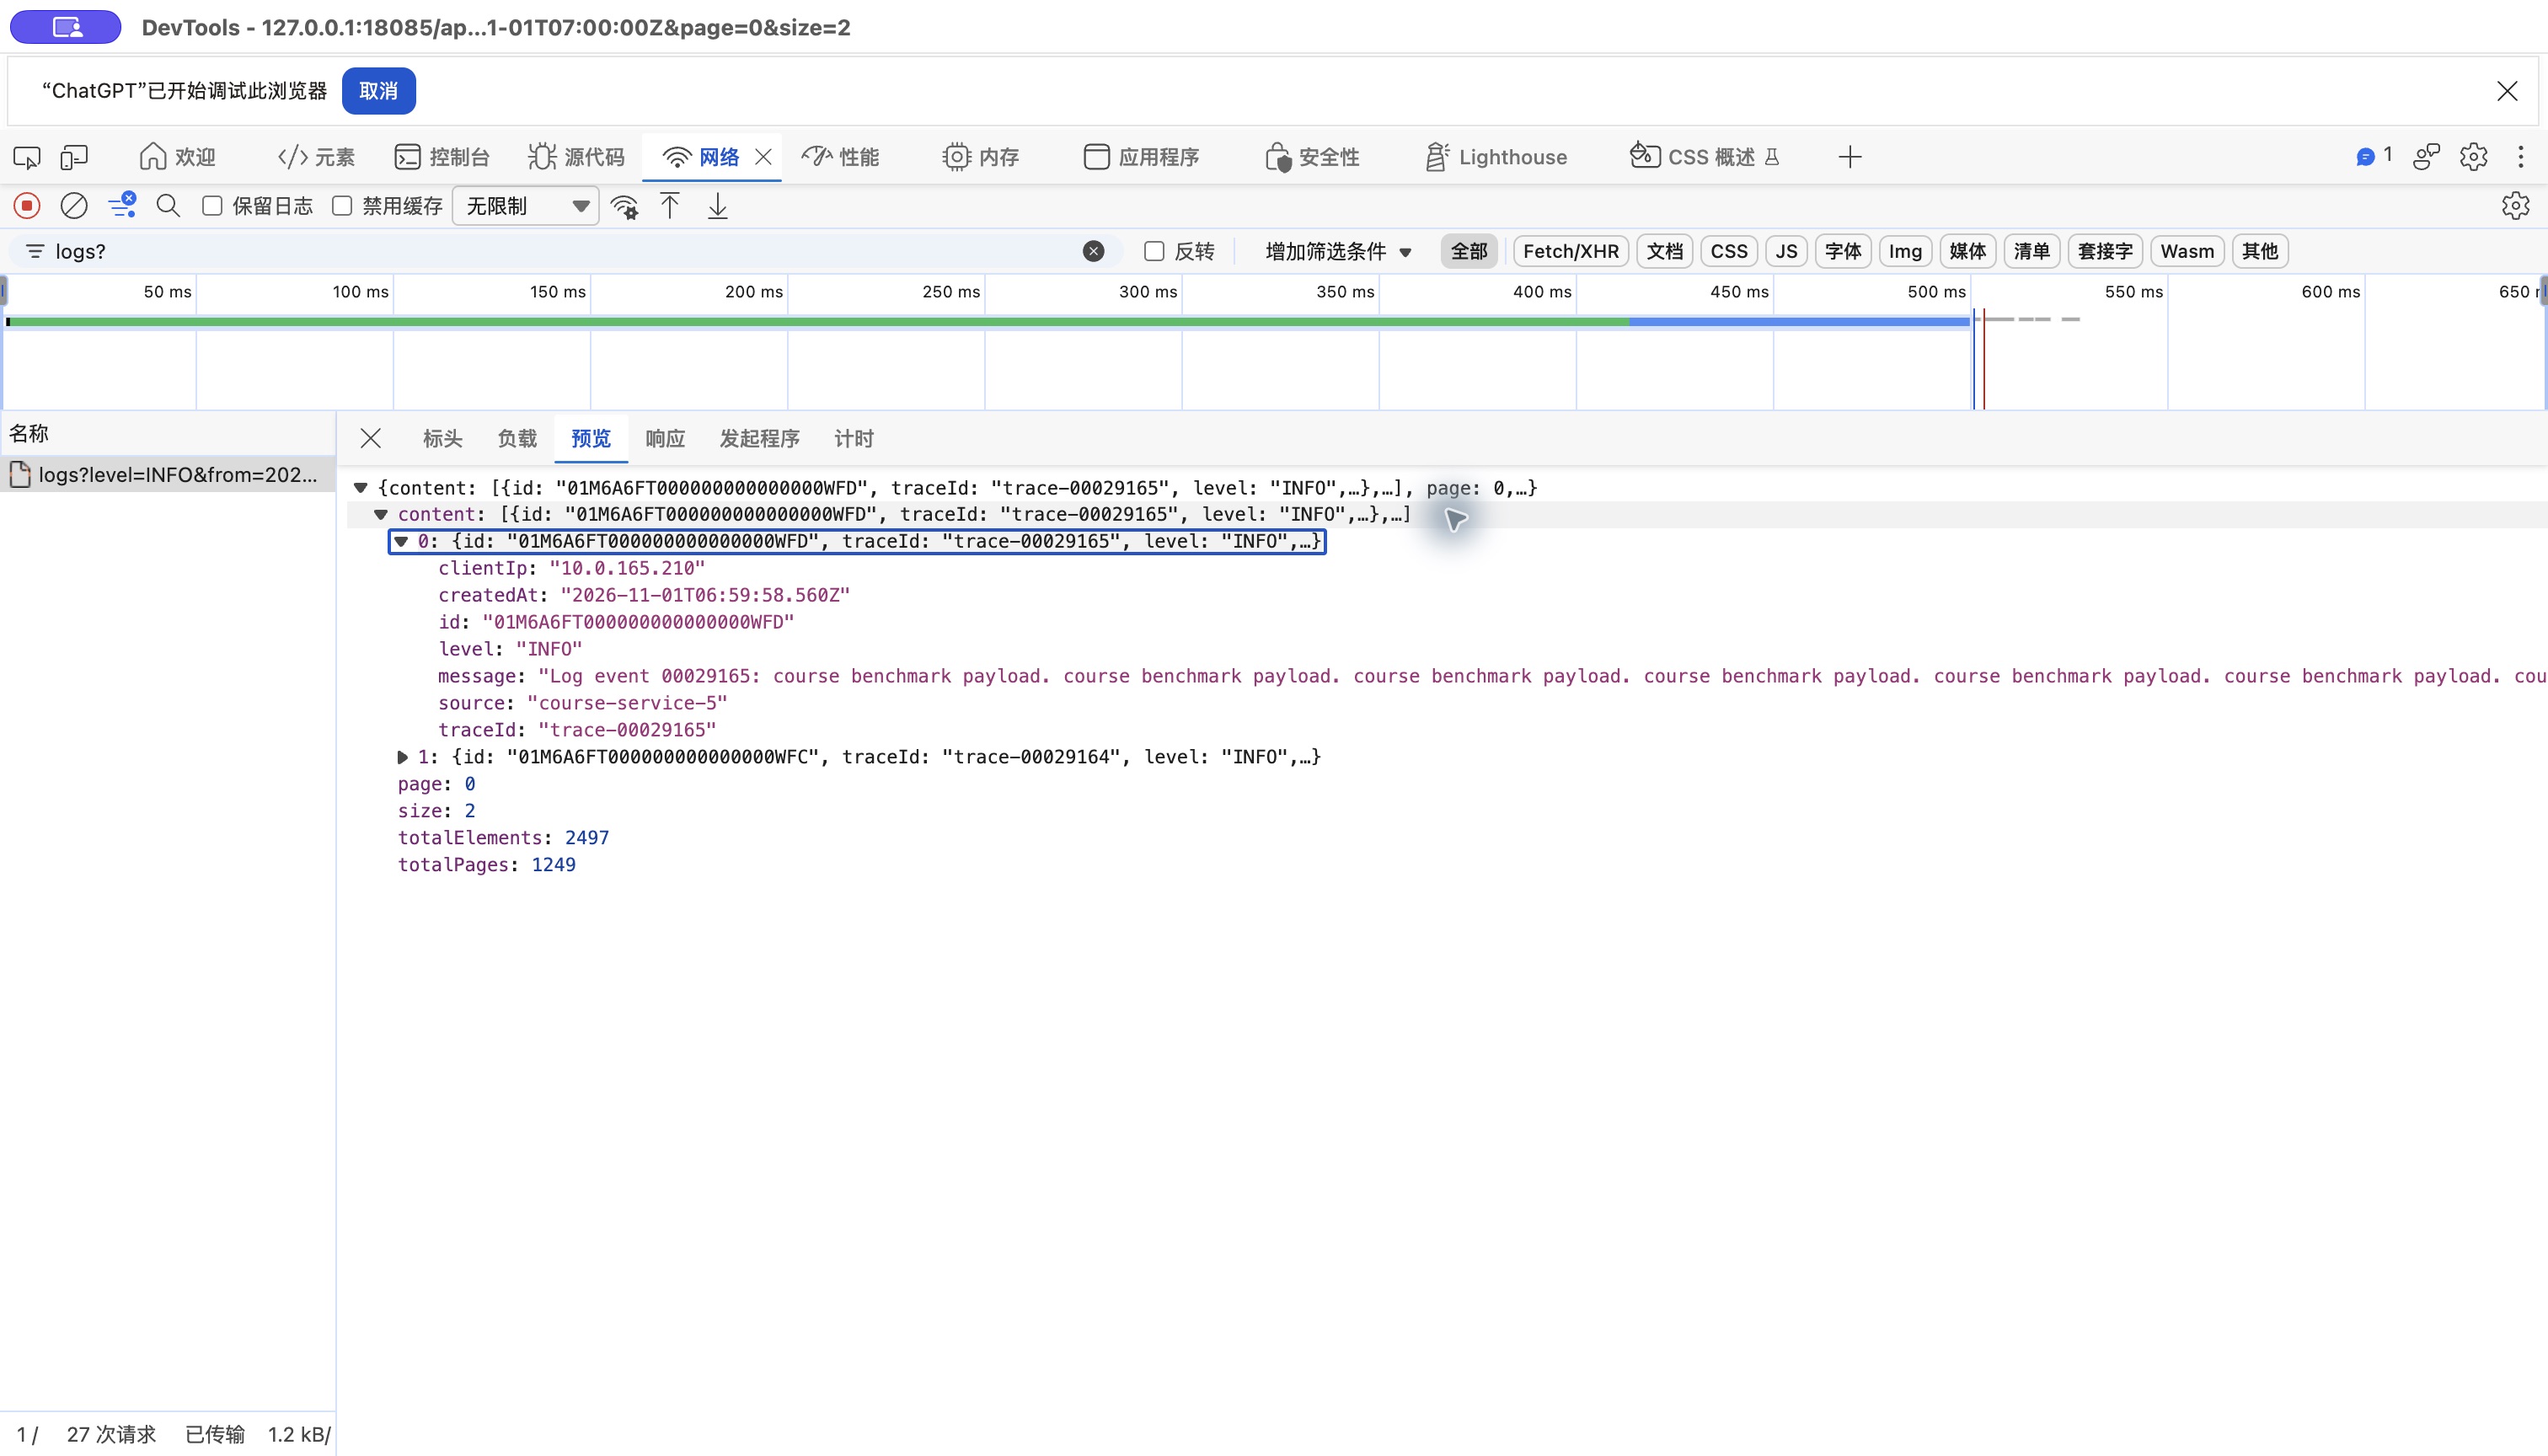 DevTools - 127.0.0.1:18085/ap...1-01T07:00:00Z&page=0&size=2
“ChatGPT”已开始调试此浏览器 取消
欢迎 元素 控制台 源代码 网络 性能 内存 应用程序 安全性 Lighthouse CSS 概述 1
保留日志 禁用缓存 无限制
logs? 反转 增加筛选条件 全部 Fetch/XHR 文档 CSS JS 字体 Img 媒体 清单 套接字 Wasm 其他
50 ms 100 ms 150 ms 200 ms 250 ms 300 ms 350 ms 400 ms 450 ms 500 ms 550 ms 600 ms 650
名称
logs?level=INFO&from=202...
标头 负载 预览 响应 发起程序 计时
{content: [{id: "01M6A6FT000000000000000WFD", traceId: "trace-00029165", level: "INFO",…},…], page: 0,…}
content: [{id: "01M6A6FT000000000000000WFD", traceId: "trace-00029165", level: "INFO",…},…]
0: {id: "01M6A6FT000000000000000WFD", traceId: "trace-00029165", level: "INFO",…}
clientIp: "10.0.165.210"
createdAt: "2026-11-01T06:59:58.560Z"
id: "01M6A6FT000000000000000WFD"
level: "INFO"
message: "Log event 00029165: course benchmark payload. course benchmark payload. course benchmark payload. course benchmark payload. course benchmark payload. course benchmark payload. cou
source: "course-service-5"
traceId: "trace-00029165"
1: {id: "01M6A6FT000000000000000WFC", traceId: "trace-00029164", level: "INFO",…}
page: 0
size: 2
totalElements: 2497
totalPages: 1249
1 / 27 次请求 已传输 1.2 kB/